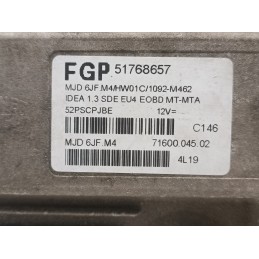 FGP 51768657
MJD 6JF.M4/HW01C/1092-M462
IDEA 1.3 SDE EU4 EOBD MT-MTA
52PSCPJBE 12V=
C146
MJD 6JF.M4 71600.045.02
4L19